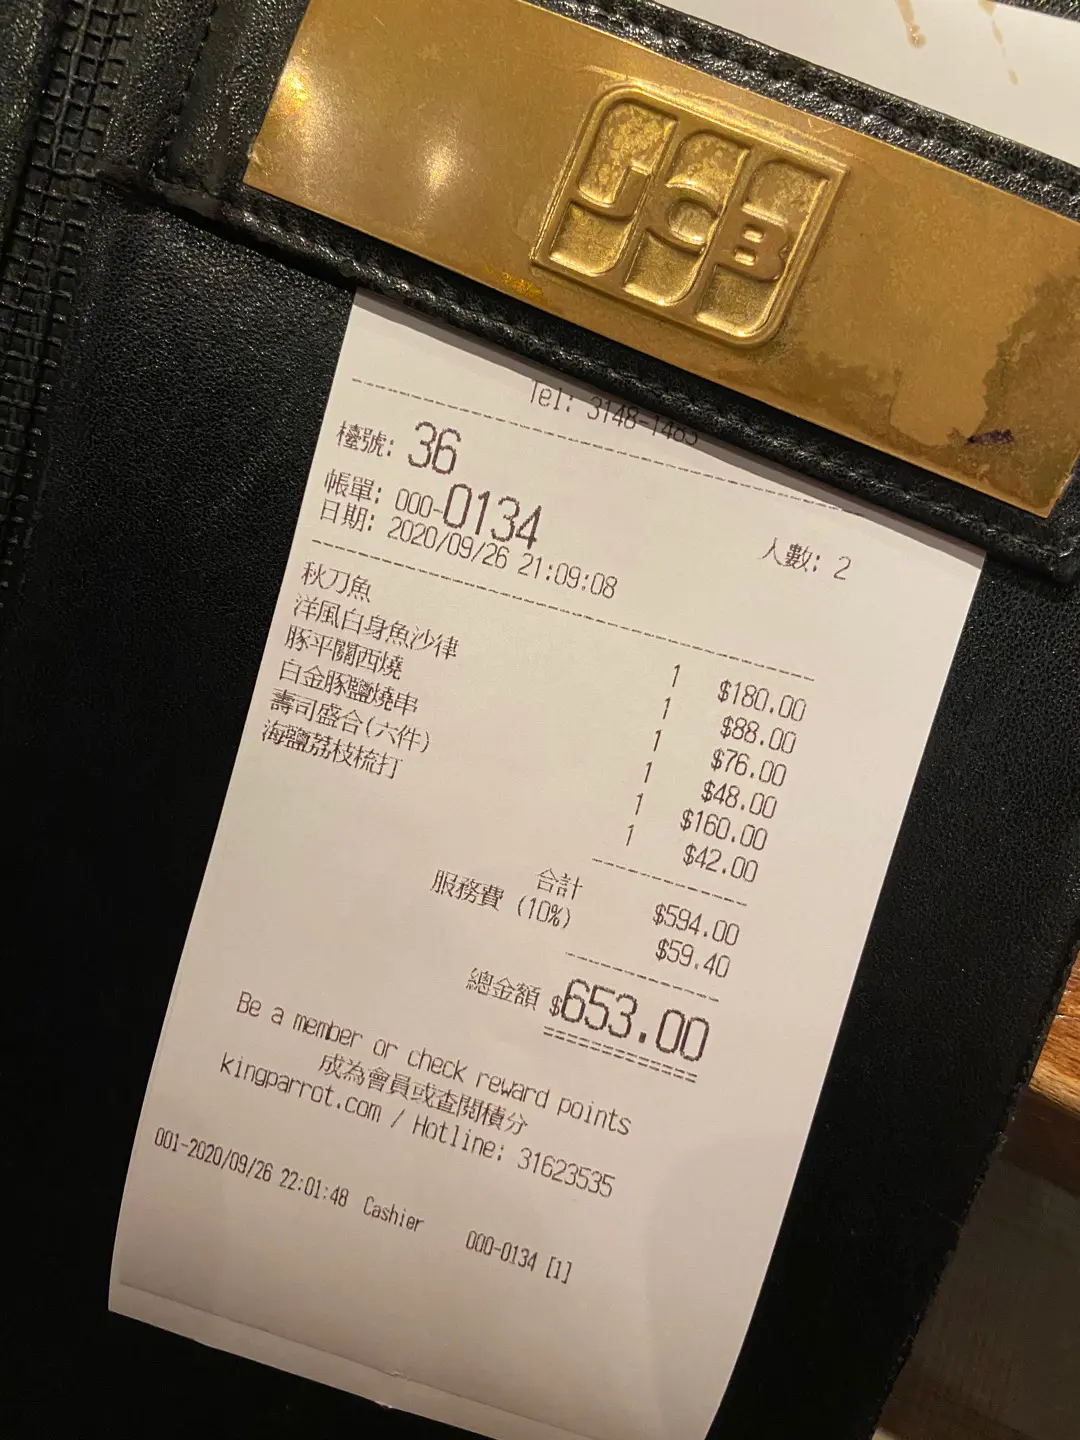 JCB
Tel: 3148-1483
檯號: 36
人數: 2
帳單: 000-0134
日期: 2020/09/26 21:09:08
秋刀魚 1 $180.00
洋風白身魚沙律 1 $88.00
豚平關西燒 1 $76.00
白金豚鹽燒串 1 $48.00
壽司盛合(六件) 1 $160.00
海鹽荔枝梳打 1 $42.00
合計 $594.00
服務費 (10%) $59.40
總金額 $653.00
Be a member or check reward points
成為會員或查閱積分
kingparrot.com / Hotline: 31623535
001-2020/09/26 22:01:48 Cashier 000-0134 [1]